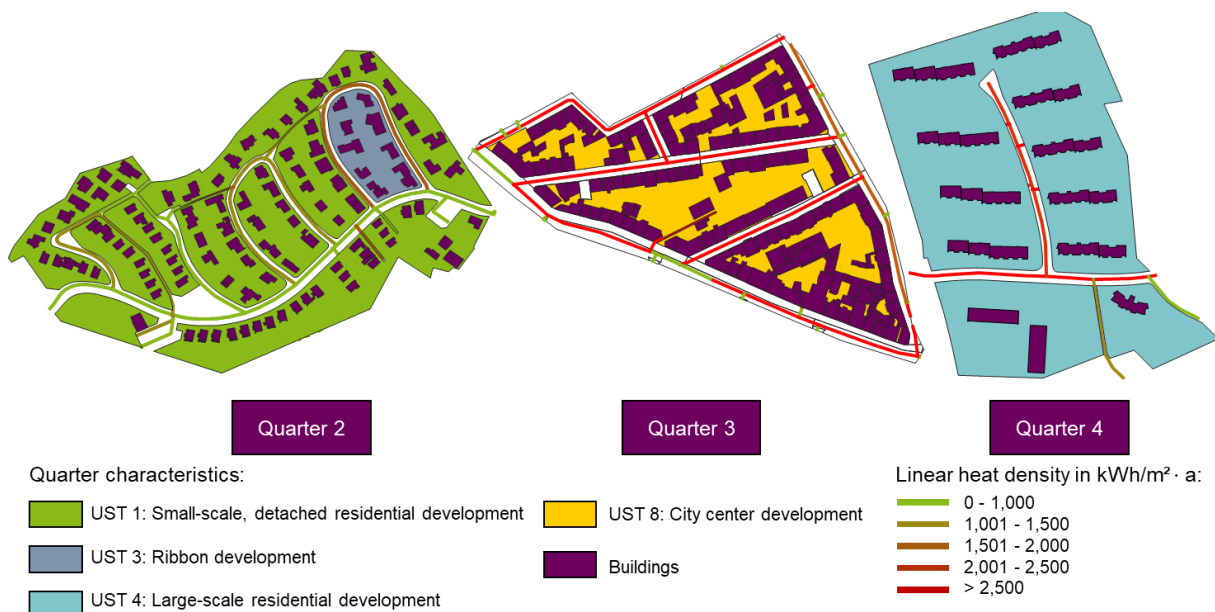 Quarter 2
Quarter 3
Quarter 4
Quarter characteristics:
UST 1: Small-scale, detached residential development
UST 3: Ribbon development
UST 4: Large-scale residential development
UST 8: City center development
Buildings
Linear heat density in kWh/m² · a:
0 - 1,000
1,001 - 1,500
1,501 - 2,000
2,001 - 2,500
> 2,500